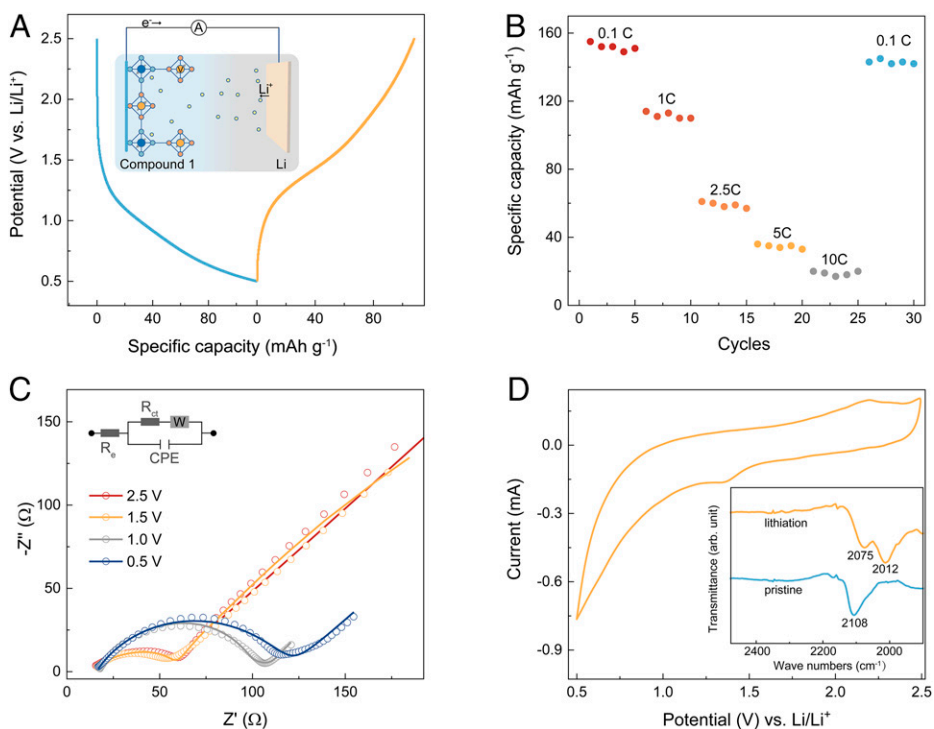 A
e⁻→
A
V
Li⁺
Compound 1
Li
2.5
2.0
1.5
1.0
0.5
Potential (V vs. Li/Li⁺)
0
40
80
120
0
40
80
Specific capacity (mAh g⁻¹)
B
0.1 C
1C
2.5C
5C
10C
0.1 C
160
120
80
40
0
Specific capacity (mAh g⁻¹)
0
5
10
15
20
25
30
Cycles
C
Rct
W
Re
CPE
2.5 V
1.5 V
1.0 V
0.5 V
150
100
50
0
-Z" (Ω)
0
50
100
150
Z' (Ω)
D
0.0
-0.3
-0.6
-0.9
Current (mA)
0.5
1.0
1.5
2.0
2.5
Potential (V) vs. Li/Li⁺
lithiation
2075
2012
pristine
2108
Transmittance (arb. unit)
2400
2200
2000
Wave numbers (cm⁻¹)